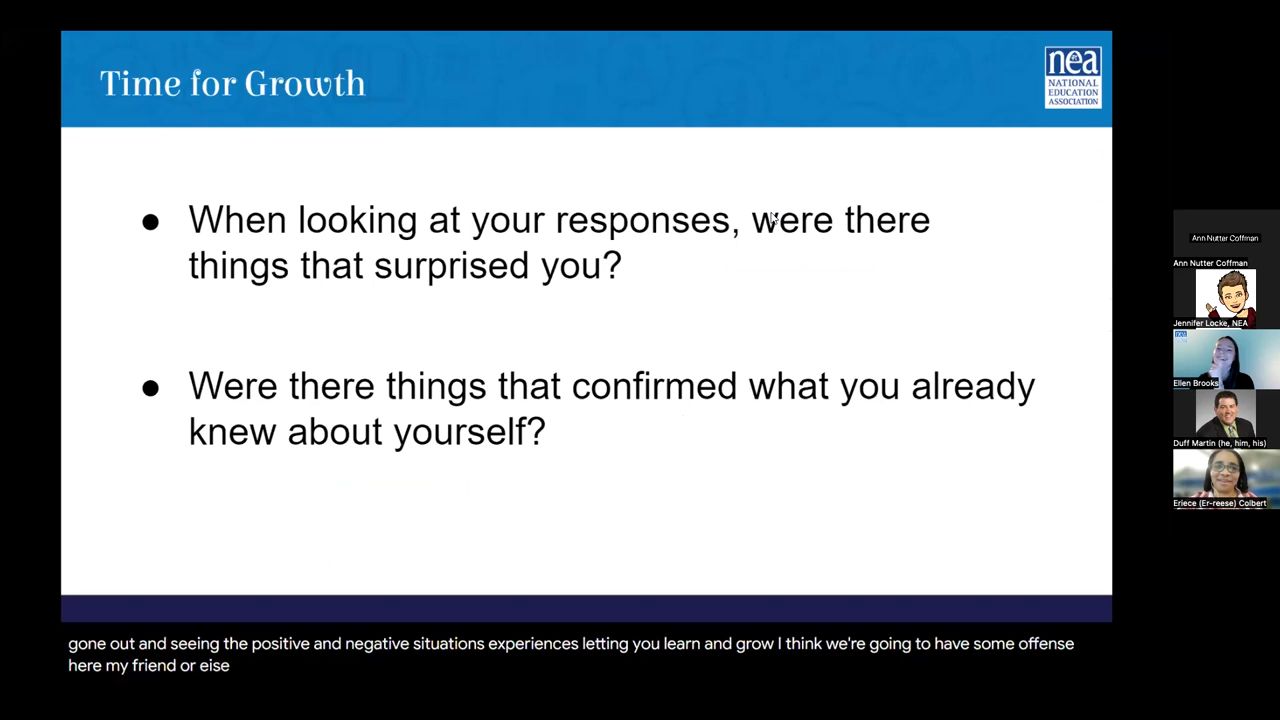 Time for Growth
nea
NATIONAL
EDUCATION
ASSOCIATION
● When looking at your responses, were there
things that surprised you?
● Were there things that confirmed what you already
knew about yourself?
Ann Nutter Coffman
Ann Nutter Coffman
Jennifer Locke, NEA
nea
Ellen Brooks
Duff Martin (he, him, his)
Eriece (Er-reese) Colbert
gone out and seeing the positive and negative situations experiences letting you learn and grow I think we're going to have some offense
here my friend or eise